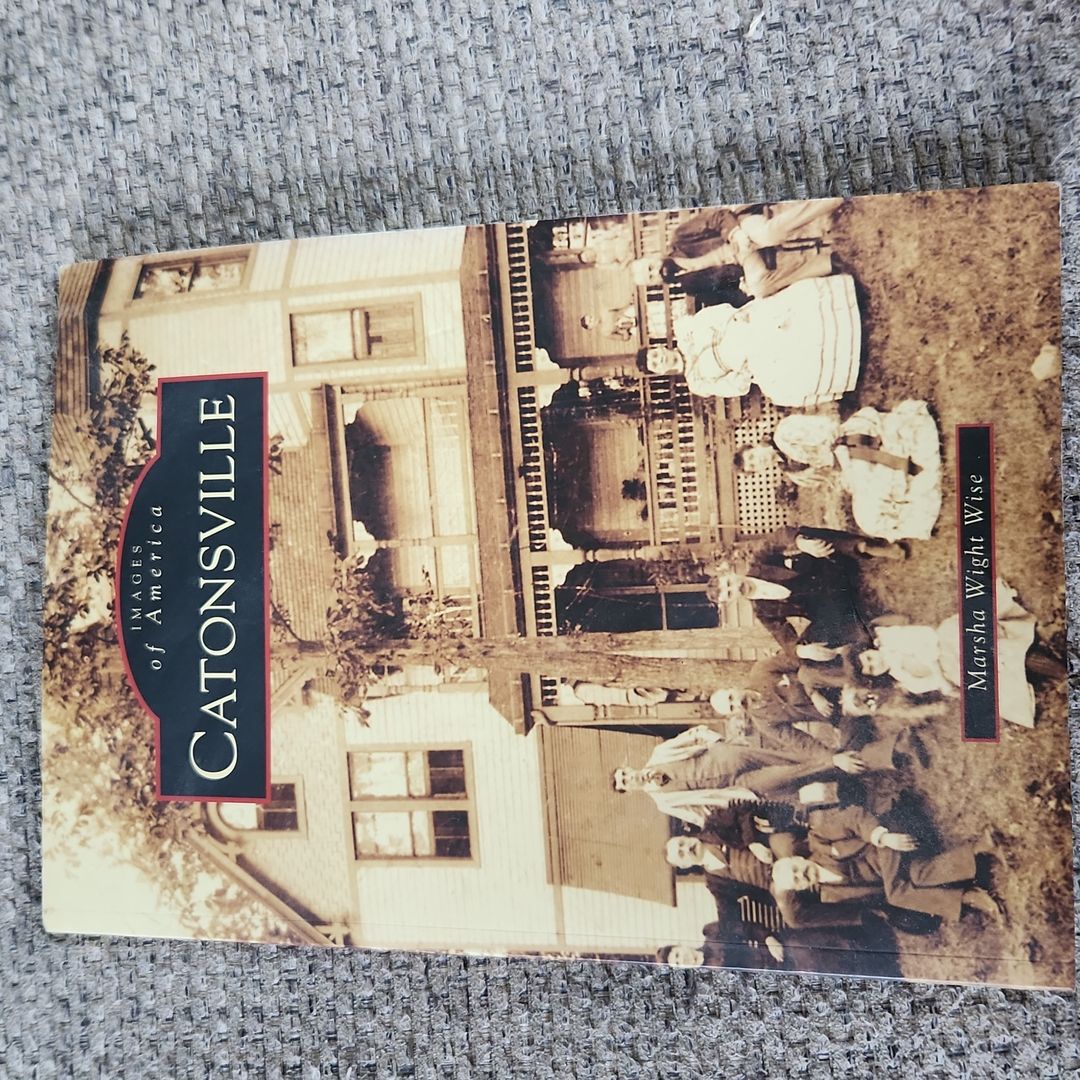 IMAGES
of America
CATONSVILLE
Marsha Wight Wise